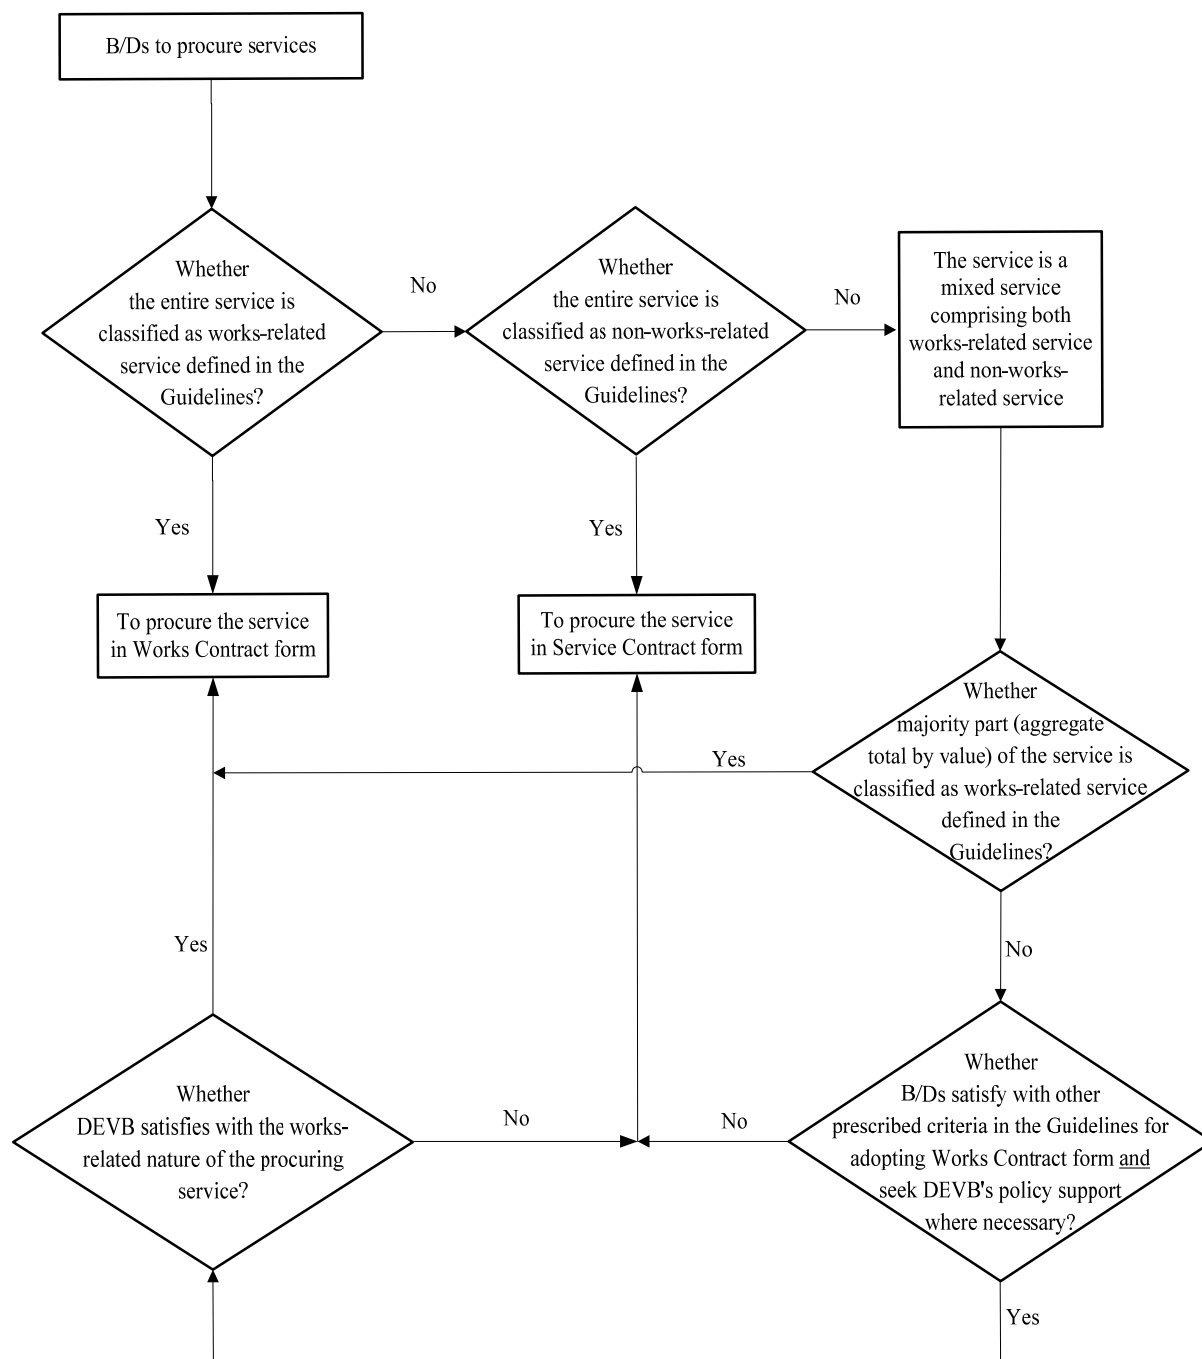 B/Ds to procure services
Whether
the entire service is
classified as works-related
service defined in the
Guidelines?
No
Whether
the entire service is
classified as non-works-related
service defined in the
Guidelines?
No
The service is a
mixed service
comprising both
works-related service
and non-works-
related service
Yes
Yes
To procure the service
in Works Contract form
To procure the service
in Service Contract form
Whether
majority part (aggregate
total by value) of the service is
classified as works-related service
defined in the
Guidelines?
Yes
No
Yes
Whether
DEVB satisfies with the works-
related nature of the procuring
service?
No
No
Whether
B/Ds satisfy with other
prescribed criteria in the Guidelines for
adopting Works Contract form and
seek DEVB's policy support
where necessary?
Yes